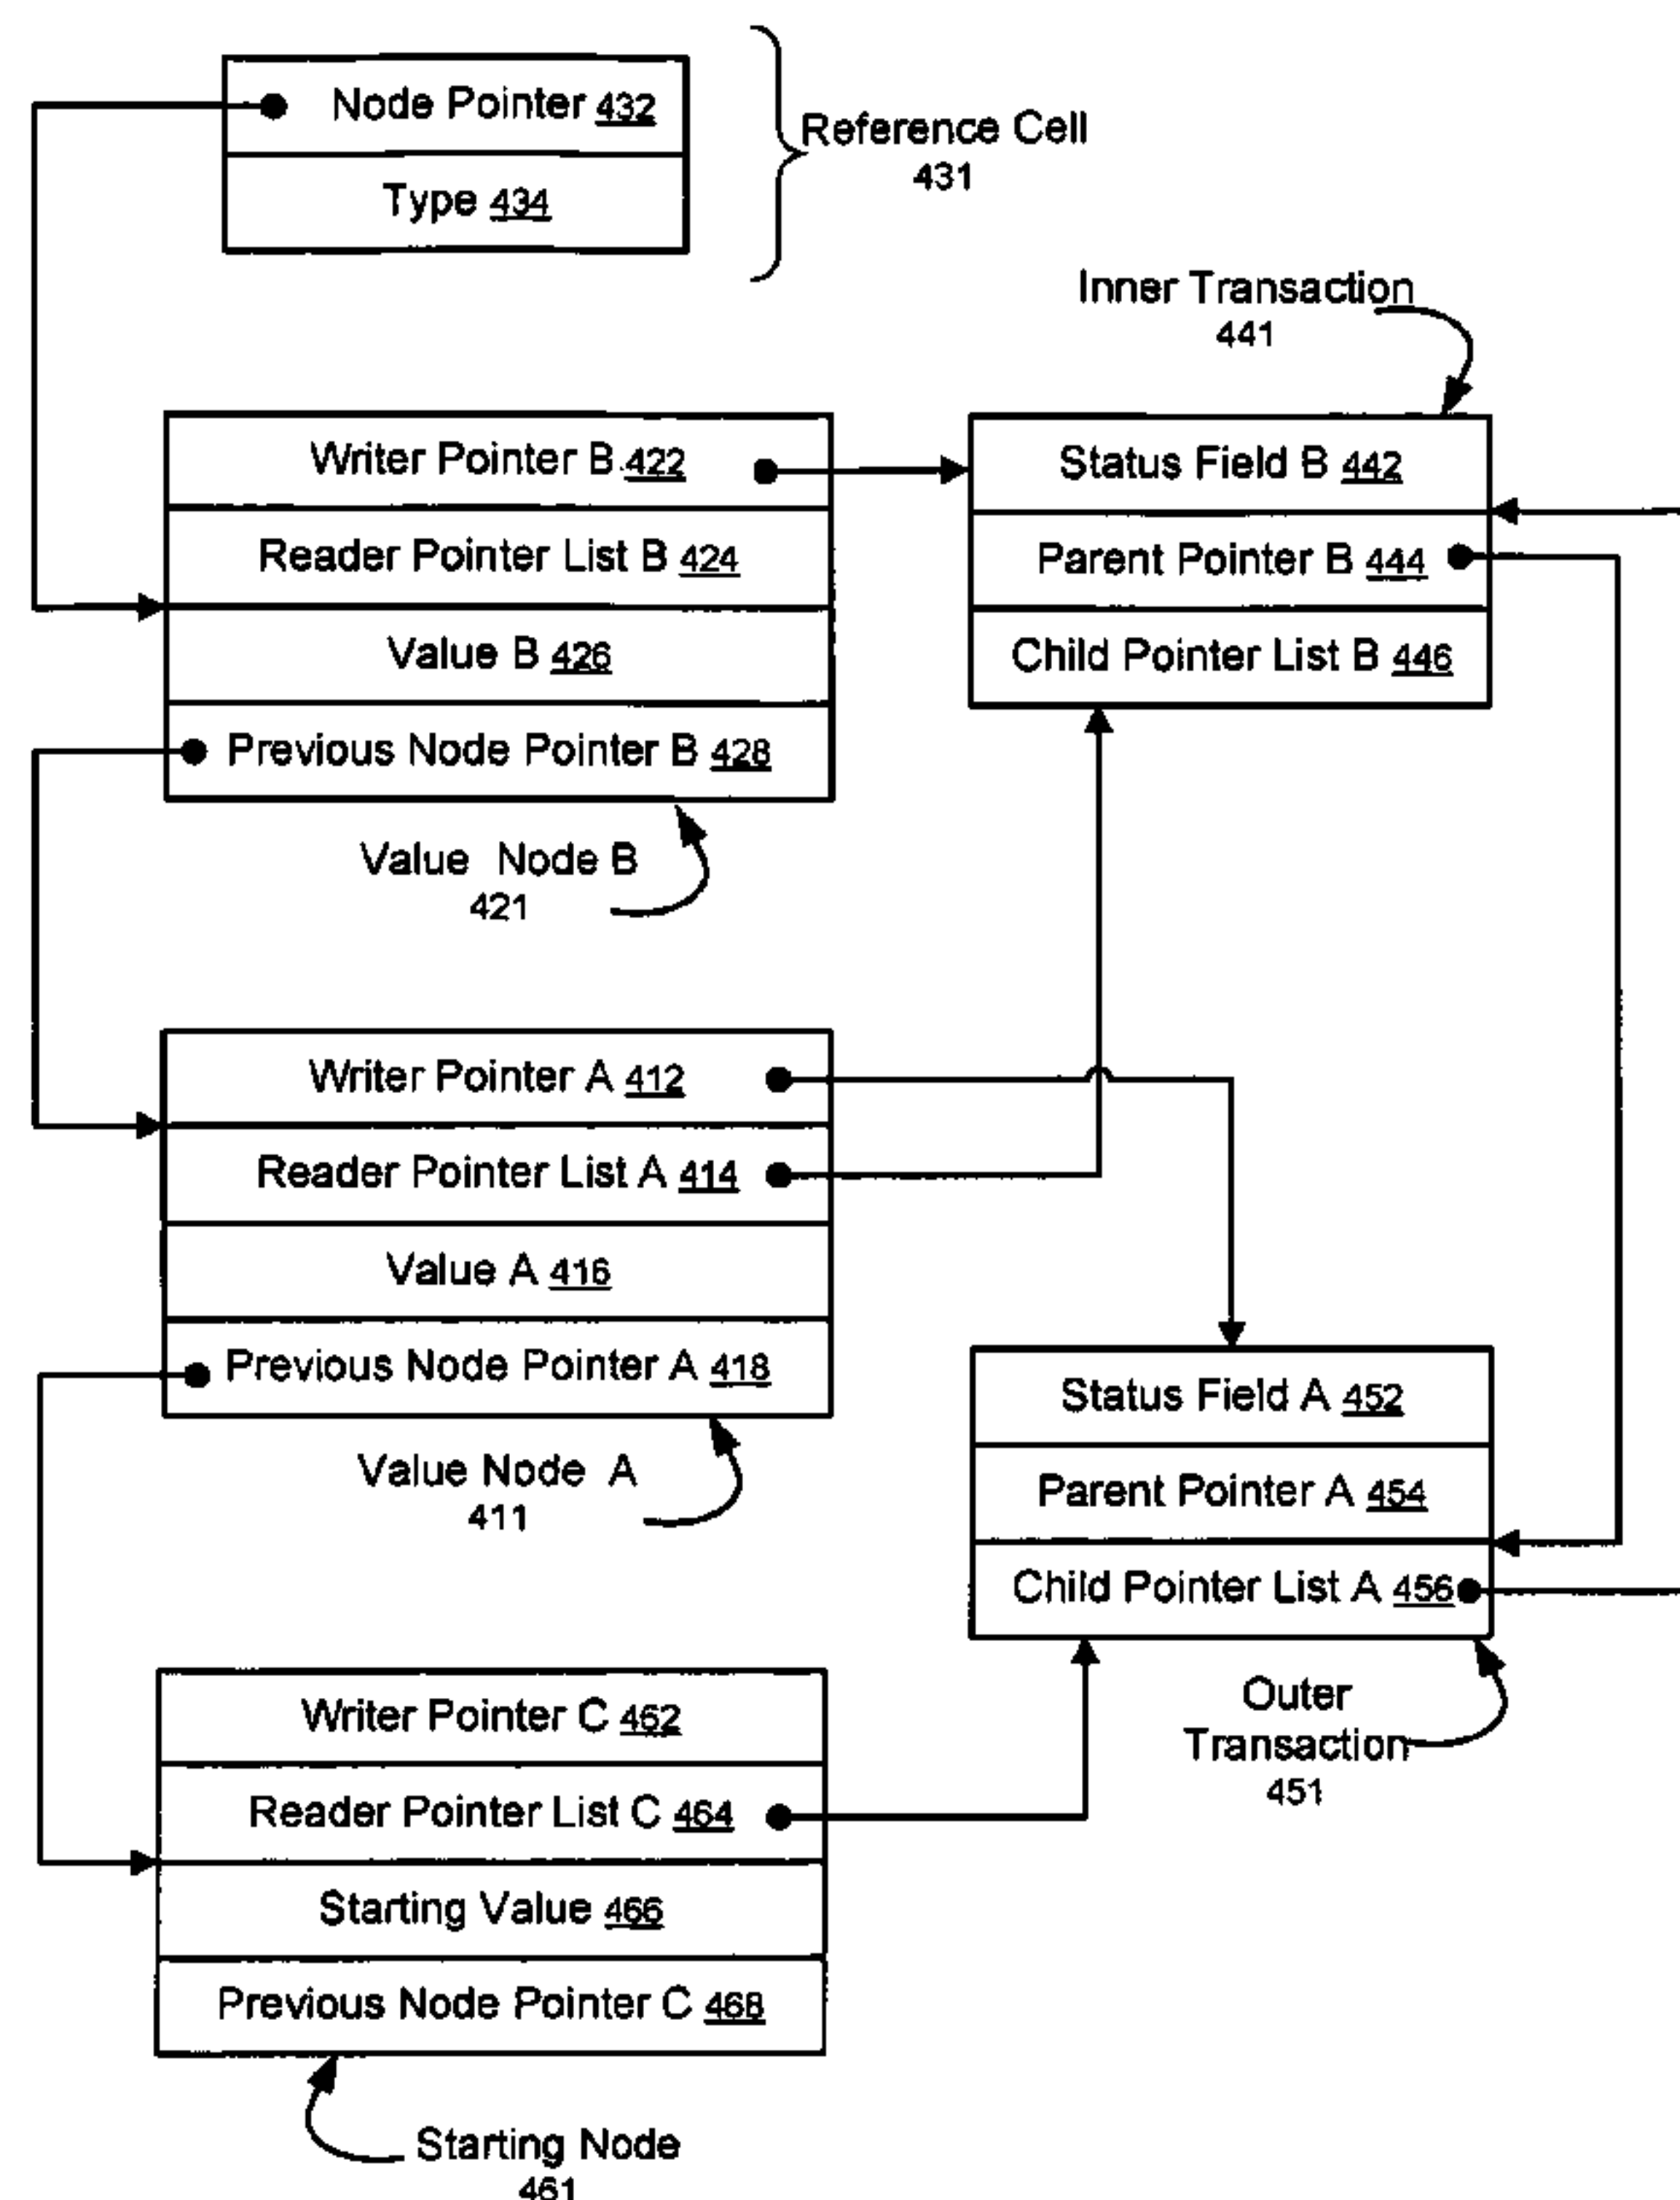 Node Pointer 432
Type 434
Reference Cell
431
Inner Transaction
441
Writer Pointer B 422
Reader Pointer List B 424
Value B 426
Previous Node Pointer B 428
Value Node B
421
Status Field B 442
Parent Pointer B 444
Child Pointer List B 446
Writer Pointer A 412
Reader Pointer List A 414
Value A 416
Previous Node Pointer A 418
Value Node A
411
Status Field A 452
Parent Pointer A 454
Child Pointer List A 456
Outer
Transaction
451
Writer Pointer C 462
Reader Pointer List C 464
Starting Value 466
Previous Node Pointer C 468
Starting Node
461